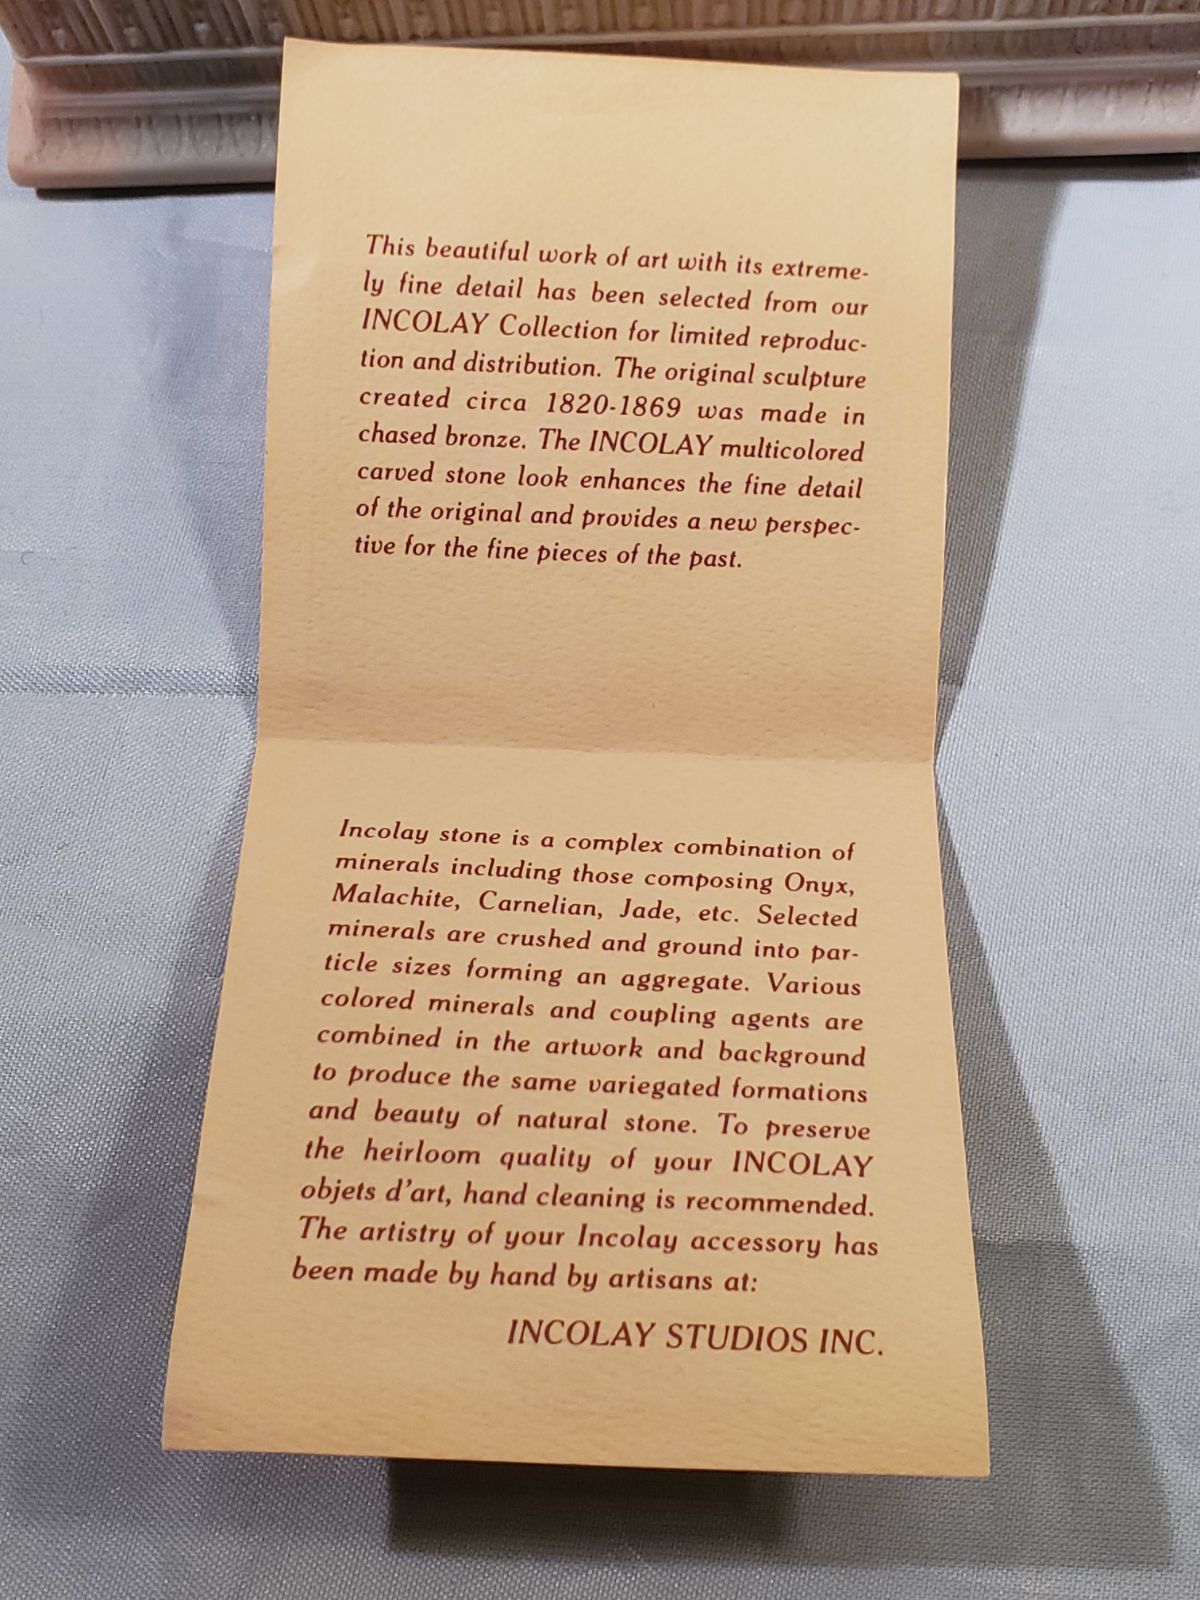 This beautiful work of art with its extreme-
ly fine detail has been selected from our
INCOLAY Collection for limited reproduc-
tion and distribution. The original sculpture
created circa 1820-1869 was made in
chased bronze. The INCOLAY multicolored
carved stone look enhances the fine detail
of the original and provides a new perspec-
tive for the fine pieces of the past.
Incolay stone is a complex combination of
minerals including those composing Onyx,
Malachite, Carnelian, Jade, etc. Selected
minerals are crushed and ground into par-
ticle sizes forming an aggregate. Various
colored minerals and coupling agents are
combined in the artwork and background
to produce the same variegated formations
and beauty of natural stone. To preserve
the heirloom quality of your INCOLAY
objets d'art, hand cleaning is recommended.
The artistry of your Incolay accessory has
been made by hand by artisans at:
INCOLAY STUDIOS INC.